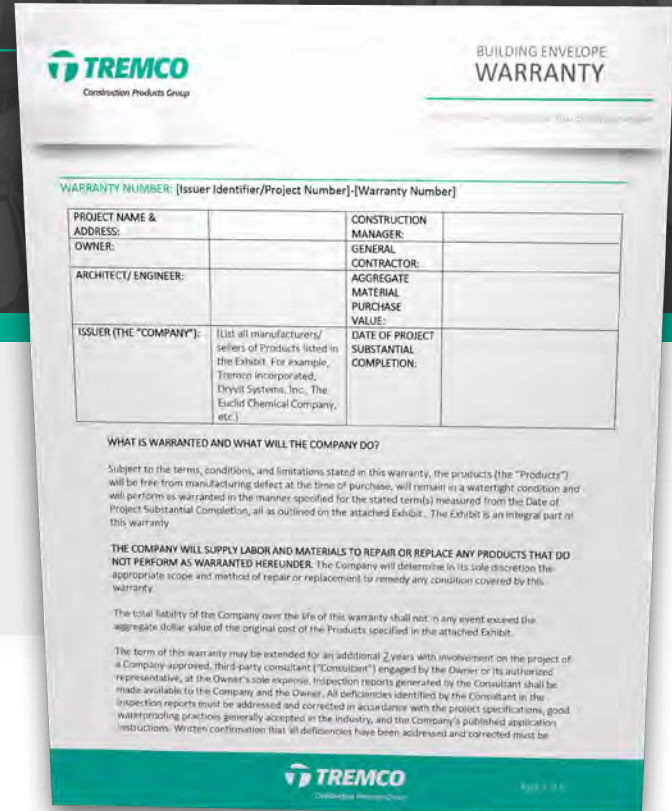 TREMCO
Construction Products Group
BUILDING ENVELOPE
WARRANTY
WARRANTY NUMBER: [Issuer Identifier/Project Number]-[Warranty Number]
PROJECT NAME &
ADDRESS:
CONSTRUCTION
MANAGER:
OWNER:
GENERAL
CONTRACTOR:
ARCHITECT/ ENGINEER:
AGGREGATE
MATERIAL
PURCHASE
VALUE:
ISSUER (THE "COMPANY"):
[List all manufacturers/
sellers of Products listed in
the Exhibit. For example,
Tremco Incorporated,
Dryvit Systems, Inc., The
Euclid Chemical Company,
etc.]
DATE OF PROJECT
SUBSTANTIAL
COMPLETION:
WHAT IS WARRANTED AND WHAT WILL THE COMPANY DO?
Subject to the terms, conditions, and limitations stated in this warranty, the products (the "Products")
will be free from manufacturing defect at the time of purchase, will remain in a watertight condition and
will perform as warranted in the manner specified for the stated term(s) measured from the Date of
Project Substantial Completion, all as outlined on the attached Exhibit. The Exhibit is an integral part of
this warranty.
THE COMPANY WILL SUPPLY LABOR AND MATERIALS TO REPAIR OR REPLACE ANY PRODUCTS THAT DO
NOT PERFORM AS WARRANTED HEREUNDER. The Company will determine in its sole discretion the
appropriate scope and method of repair or replacement to remedy any condition covered by this
warranty.
The total liability of the Company over the life of this warranty shall not in any event exceed the
aggregate dollar value of the original cost of the Products specified in the attached Exhibit.
The term of this warranty may be extended for an additional 2 years with involvement on the project of
a Company-approved, third-party consultant ("Consultant") engaged by the Owner or its authorized
representative, at the Owner's sole expense. Inspection reports generated by the Consultant shall be
made available to the Company and the Owner. All deficiencies identified by the Consultant in the
inspection reports must be addressed and corrected in accordance with the project specifications, good
waterproofing practices generally accepted in the industry, and the Company's published application
instructions. Written confirmation that all deficiencies have been addressed and corrected must be
TREMCO
Construction Products Group